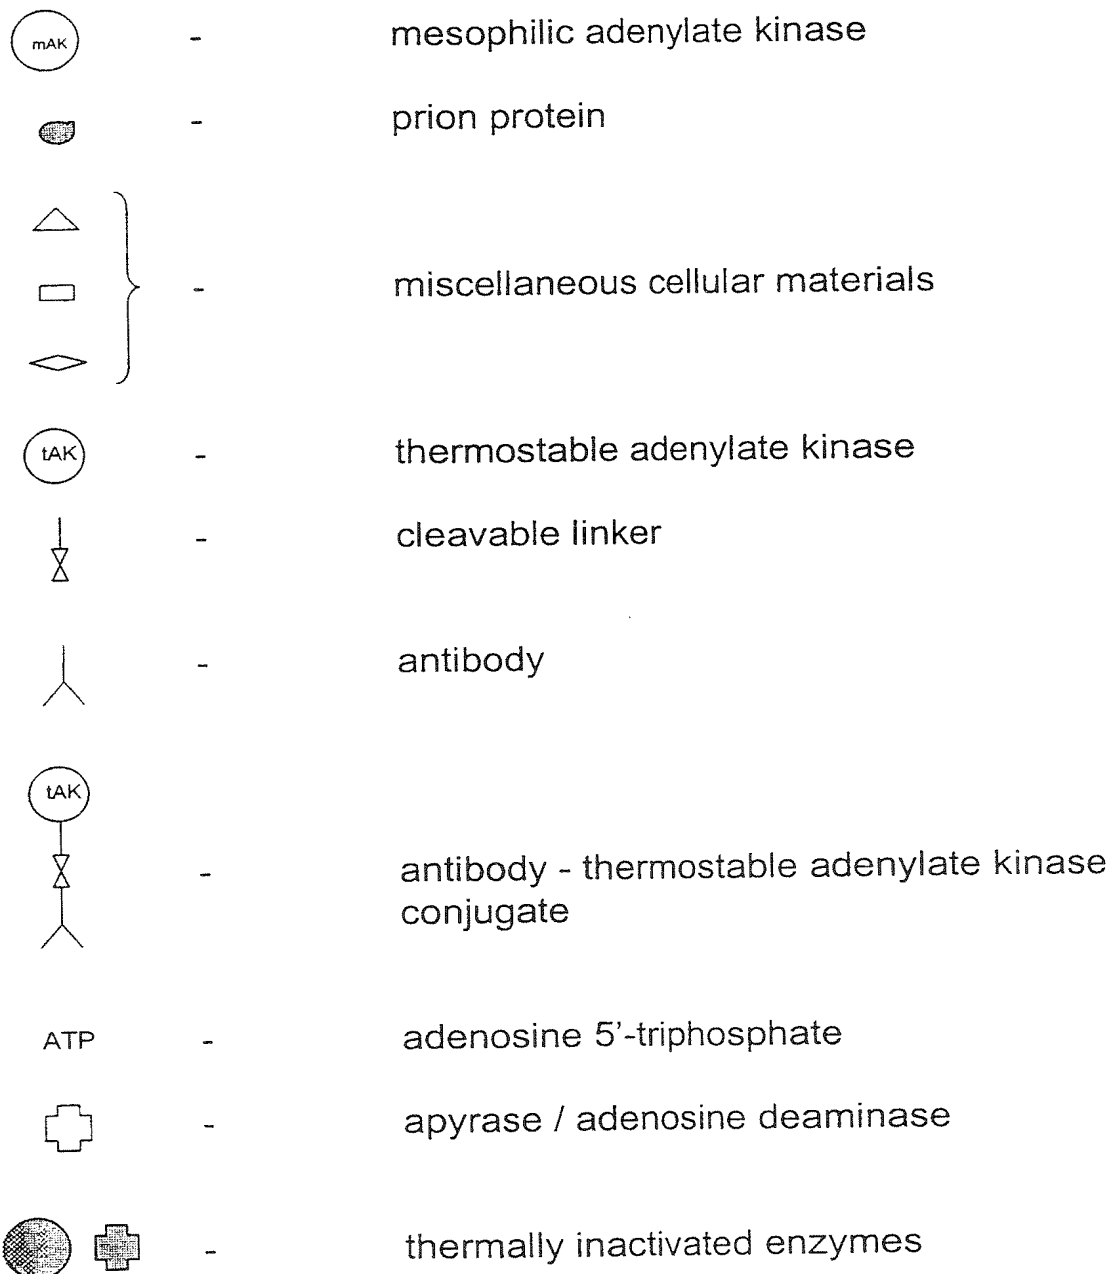 mAK - mesophilic adenylate kinase
- prion protein
- miscellaneous cellular materials
tAK - thermostable adenylate kinase
- cleavable linker
- antibody
tAK
- antibody - thermostable adenylate kinase
conjugate
ATP - adenosine 5'-triphosphate
- apyrase / adenosine deaminase
- thermally inactivated enzymes